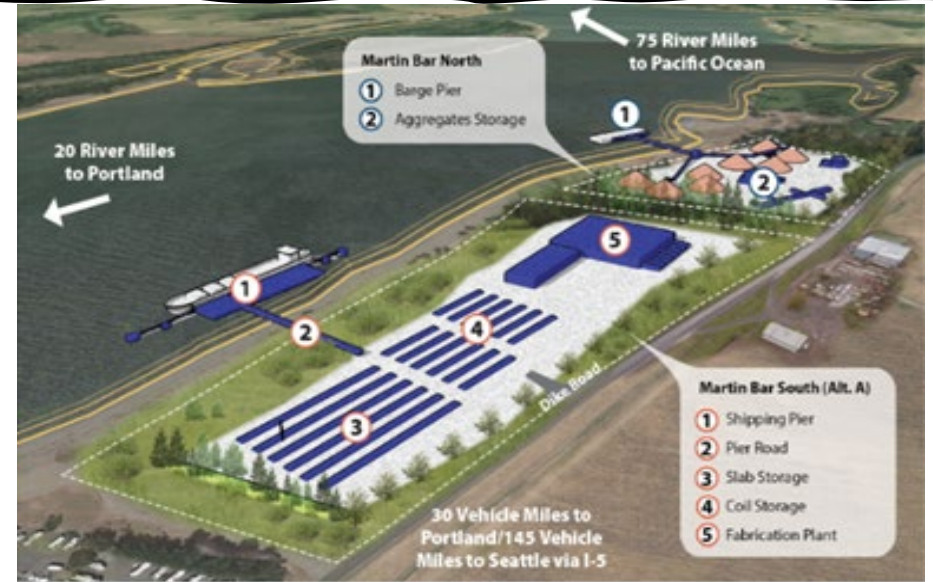 75 River Miles
to Pacific Ocean
Martin Bar North
1 Barge Pier
2 Aggregates Storage
1
20 River Miles
to Portland
2
5
1
4
2
Dike Road
3
Martin Bar South (Alt. A)
1 Shipping Pier
2 Pier Road
3 Slab Storage
4 Coil Storage
5 Fabrication Plant
30 Vehicle Miles to
Portland/145 Vehicle
Miles to Seattle via I-5